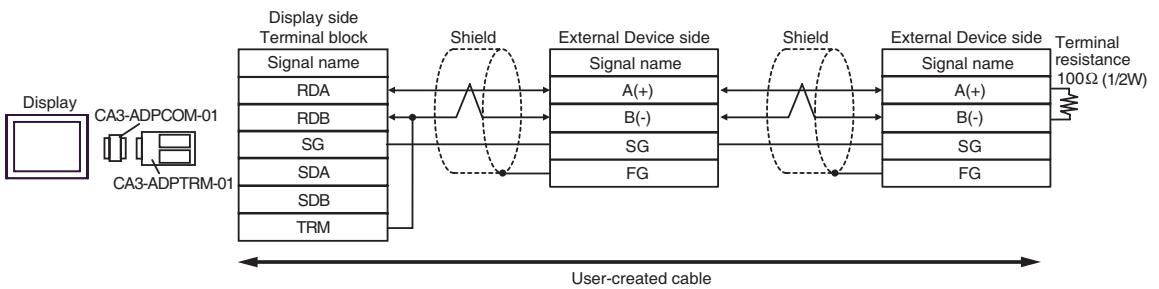 Display side
Terminal block
Shield
External Device side
Shield
External Device side
Terminal
resistance
100Ω (1/2W)
Signal name
RDA
RDB
SG
SDA
SDB
TRM
Signal name
A(+)
B(-)
SG
FG
Signal name
A(+)
B(-)
SG
FG
Display
CA3-ADPCOM-01
CA3-ADPTRM-01
User-created cable